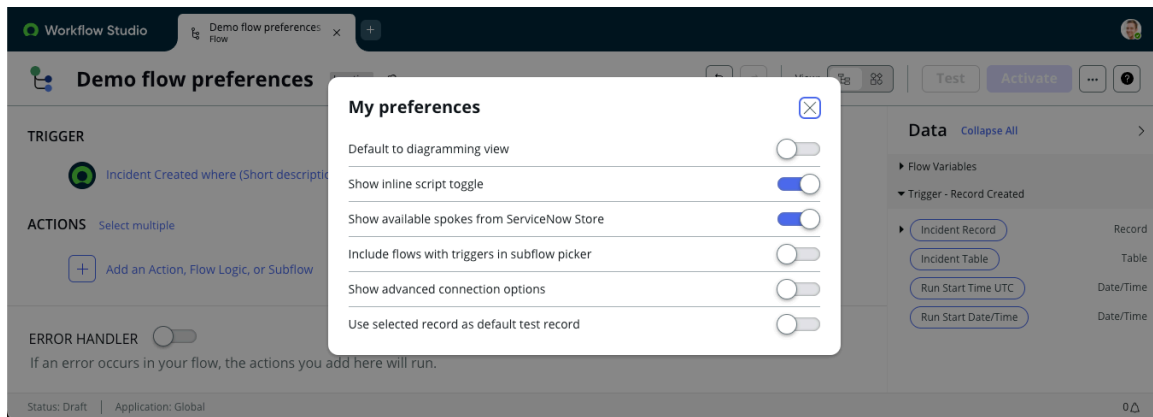 Workflow Studio
Demo flow preferences
Flow
Demo flow preferences
Test
Activate
My preferences
Default to diagramming view
Show inline script toggle
Show available spokes from ServiceNow Store
Include flows with triggers in subflow picker
Show advanced connection options
Use selected record as default test record
TRIGGER
Incident Created where (Short descriptic
ACTIONS Select multiple
Add an Action, Flow Logic, or Subflow
ERROR HANDLER
If an error occurs in your flow, the actions you add here will run.
Data Collapse All
Flow Variables
Trigger - Record Created
Incident Record Record
Incident Table Table
Run Start Time UTC Date/Time
Run Start Date/Time Date/Time
Status: Draft Application: Global
0